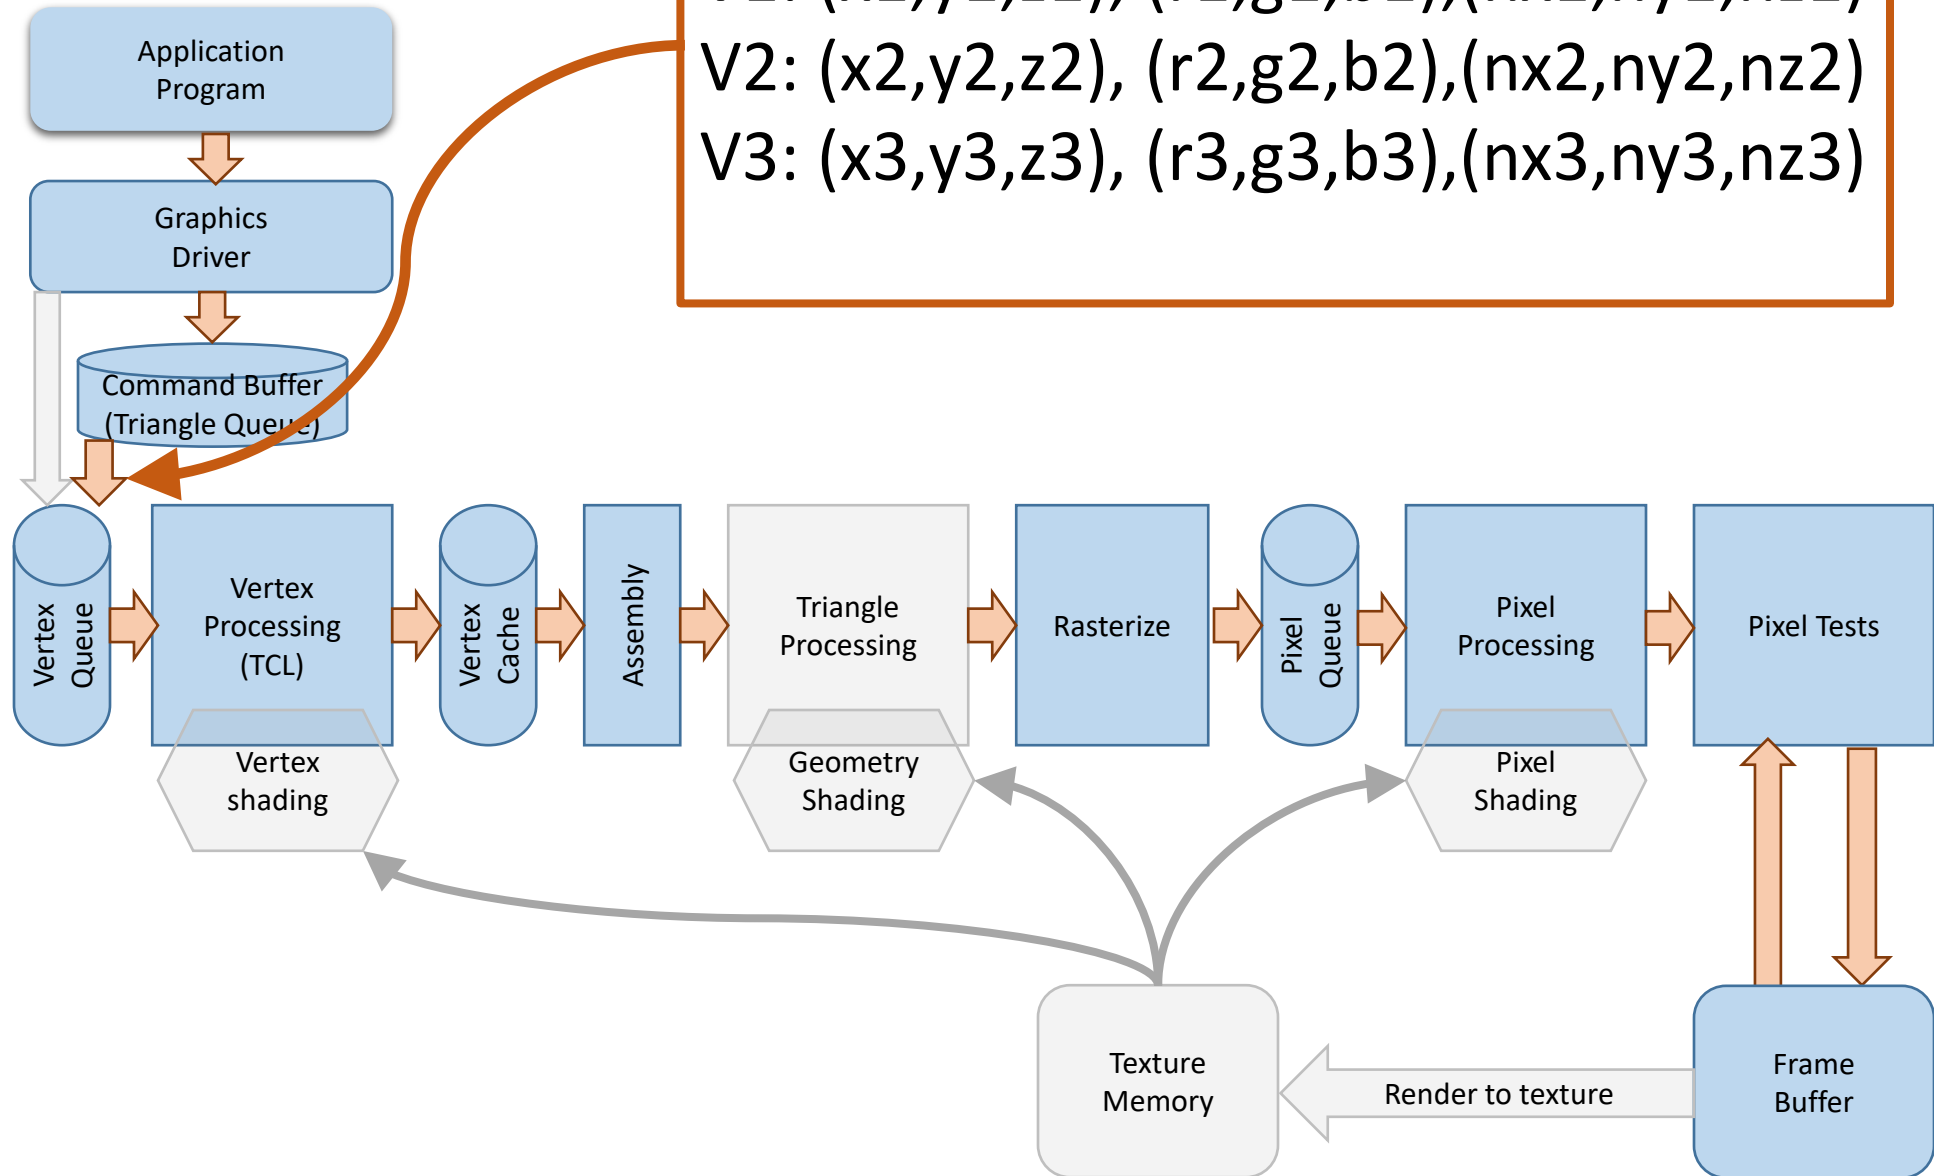 Application
Program
V2: (x2,y2,z2), (r2,g2,b2),(nx2,ny2,nz2)
V3: (x3,y3,z3), (r3,g3,b3),(nx3,ny3,nz3)
Graphics
Driver
Command Buffer
(Triangle Queue)
Vertex
Queue
Vertex
Processing
(TCL)
Vertex
Cache
Assembly
Triangle
Processing
Rasterize
Pixel
Queue
Pixel
Processing
Pixel Tests
Vertex
shading
Geometry
Shading
Pixel
Shading
Texture
Memory
Render to texture
Frame
Buffer